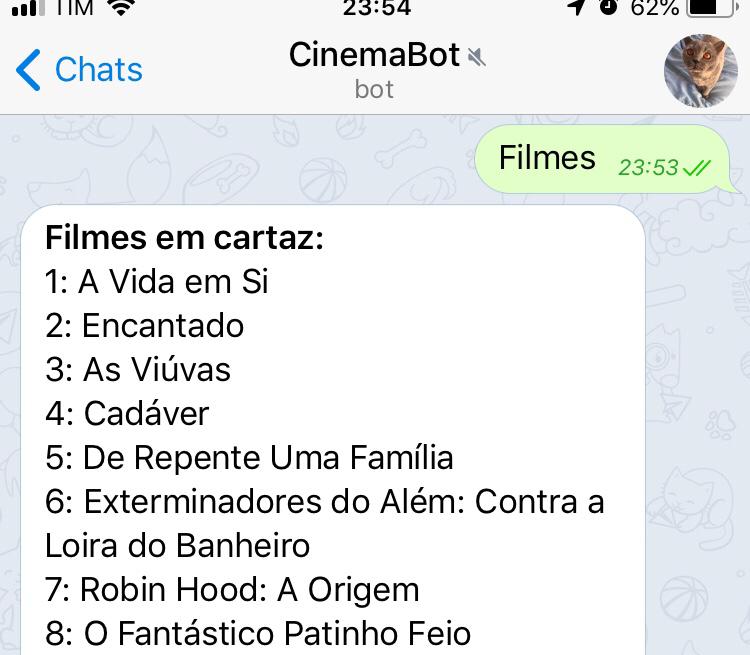 TIM 23:54 62%
Chats
CinemaBot
bot
Filmes 23:53
Filmes em cartaz:
1: A Vida em Si
2: Encantado
3: As Viúvas
4: Cadáver
5: De Repente Uma Família
6: Exterminadores do Além: Contra a
Loira do Banheiro
7: Robin Hood: A Origem
8: O Fantástico Patinho Feio